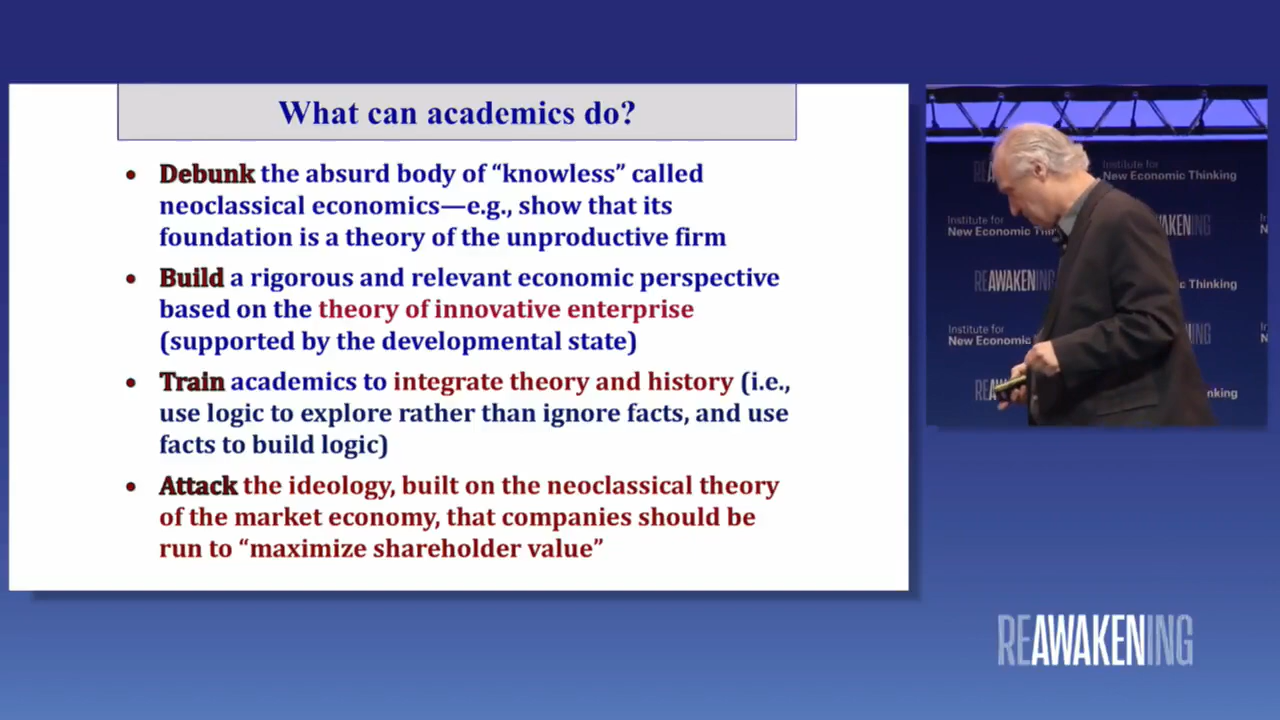 What can academics do?
• Debunk the absurd body of “knowless” called
neoclassical economics—e.g., show that its
foundation is a theory of the unproductive firm
• Build a rigorous and relevant economic perspective
based on the theory of innovative enterprise
(supported by the developmental state)
• Train academics to integrate theory and history (i.e.,
use logic to explore rather than ignore facts, and use
facts to build logic)
• Attack the ideology, built on the neoclassical theory
of the market economy, that companies should be
run to “maximize shareholder value”
Institute for
New Economic Thinking
Institute for
New Economic
REAWAKENING
Institute for
New Economic
REAWAKENING